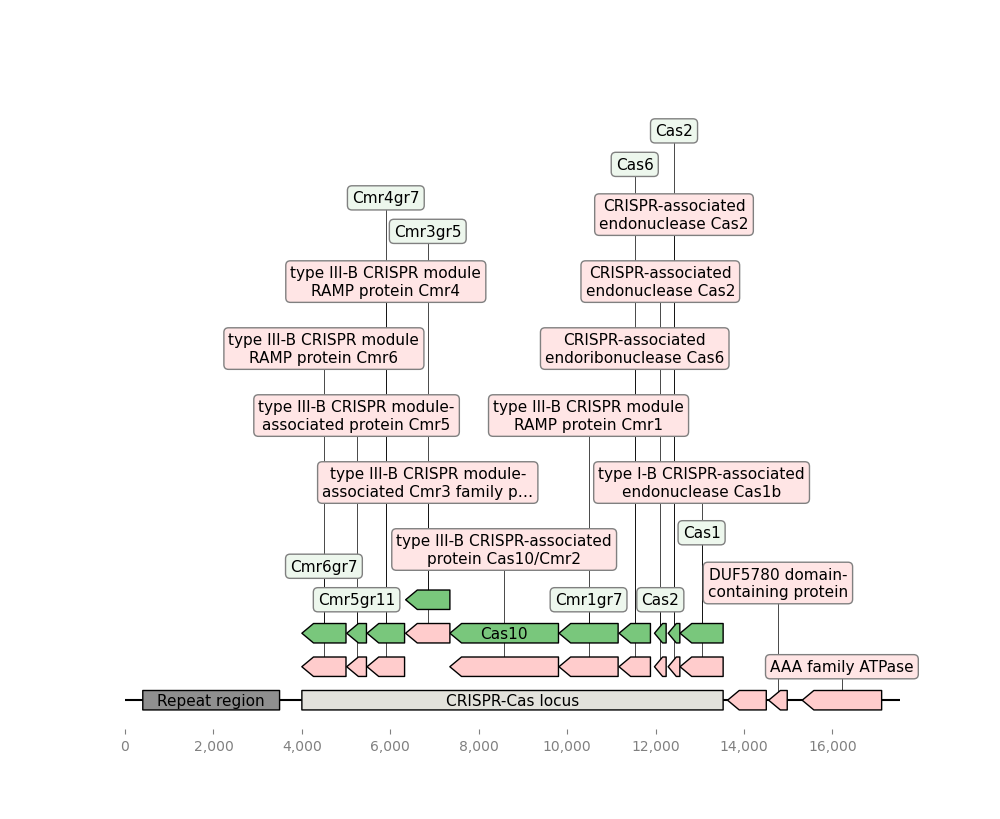 Cas2
Cas6
Cmr4gr7
CRISPR-associated
endonuclease Cas2
Cmr3gr5
type III-B CRISPR module
RAMP protein Cmr4
CRISPR-associated
endonuclease Cas2
type III-B CRISPR module
RAMP protein Cmr6
CRISPR-associated
endoribonuclease Cas6
type III-B CRISPR module-
associated protein Cmr5
type III-B CRISPR module
RAMP protein Cmr1
type III-B CRISPR module-
associated Cmr3 family p…
type I-B CRISPR-associated
endonuclease Cas1b
Cas1
type III-B CRISPR-associated
protein Cas10/Cmr2
Cmr6gr7
DUF5780 domain-
containing protein
Cmr5gr11
Cmr1gr7
Cas2
Cas10
AAA family ATPase
Repeat region
CRISPR-Cas locus
0
2,000
4,000
6,000
8,000
10,000
12,000
14,000
16,000